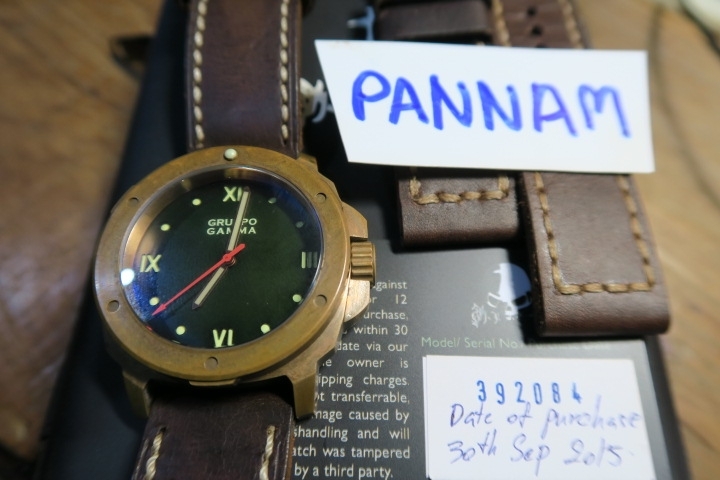 PANNAM
XII
GRUPPO
GAMMA
IX
III
VI
against
12
urchase,
within 30
date via our
owner is
ipping charges.
ot transferrable,
mage caused by
shandling and will
atch was tampered
by a third party.
Model/ Serial No.
392084
Date of purchase
30th Sep 2015